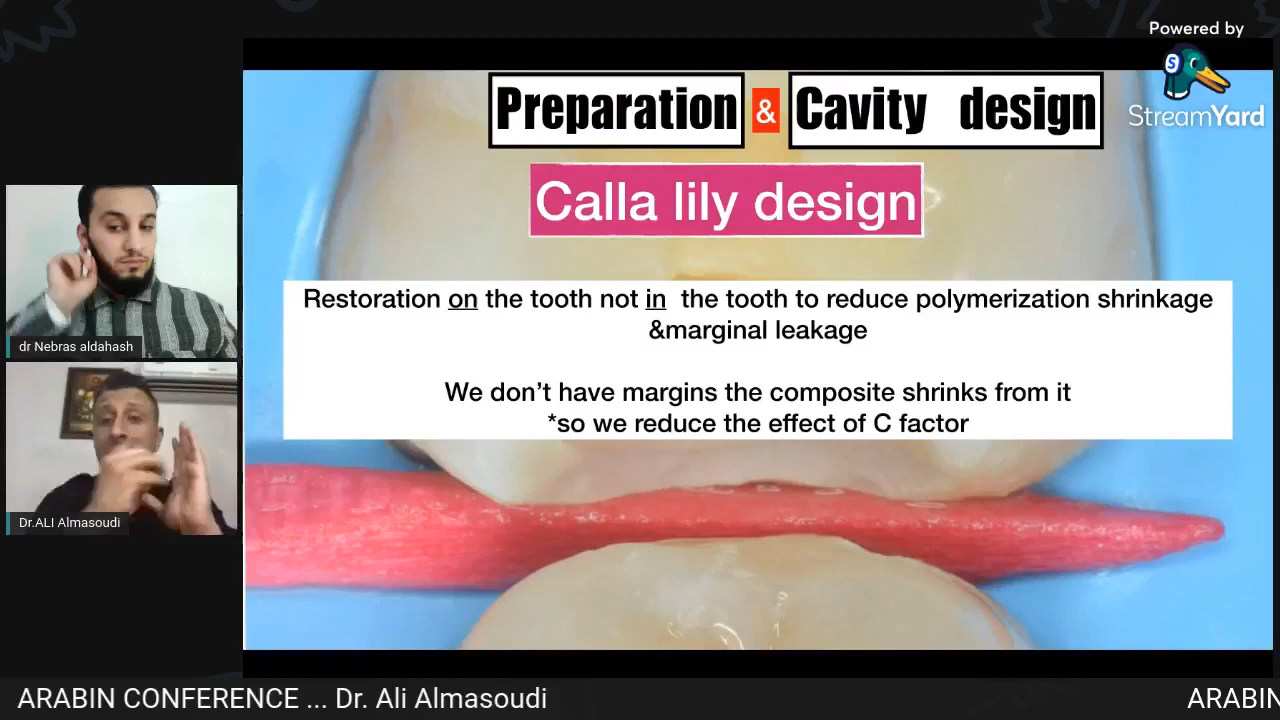 Powered by
StreamYard
Preparation & Cavity design
Calla lily design
Restoration on the tooth not in the tooth to reduce polymerization shrinkage
&marginal leakage
We don’t have margins the composite shrinks from it
*so we reduce the effect of C factor
dr Nebras aldahash
Dr.ALI Almasoudi
ARABIN CONFERENCE ... Dr. Ali Almasoudi
ARABIN